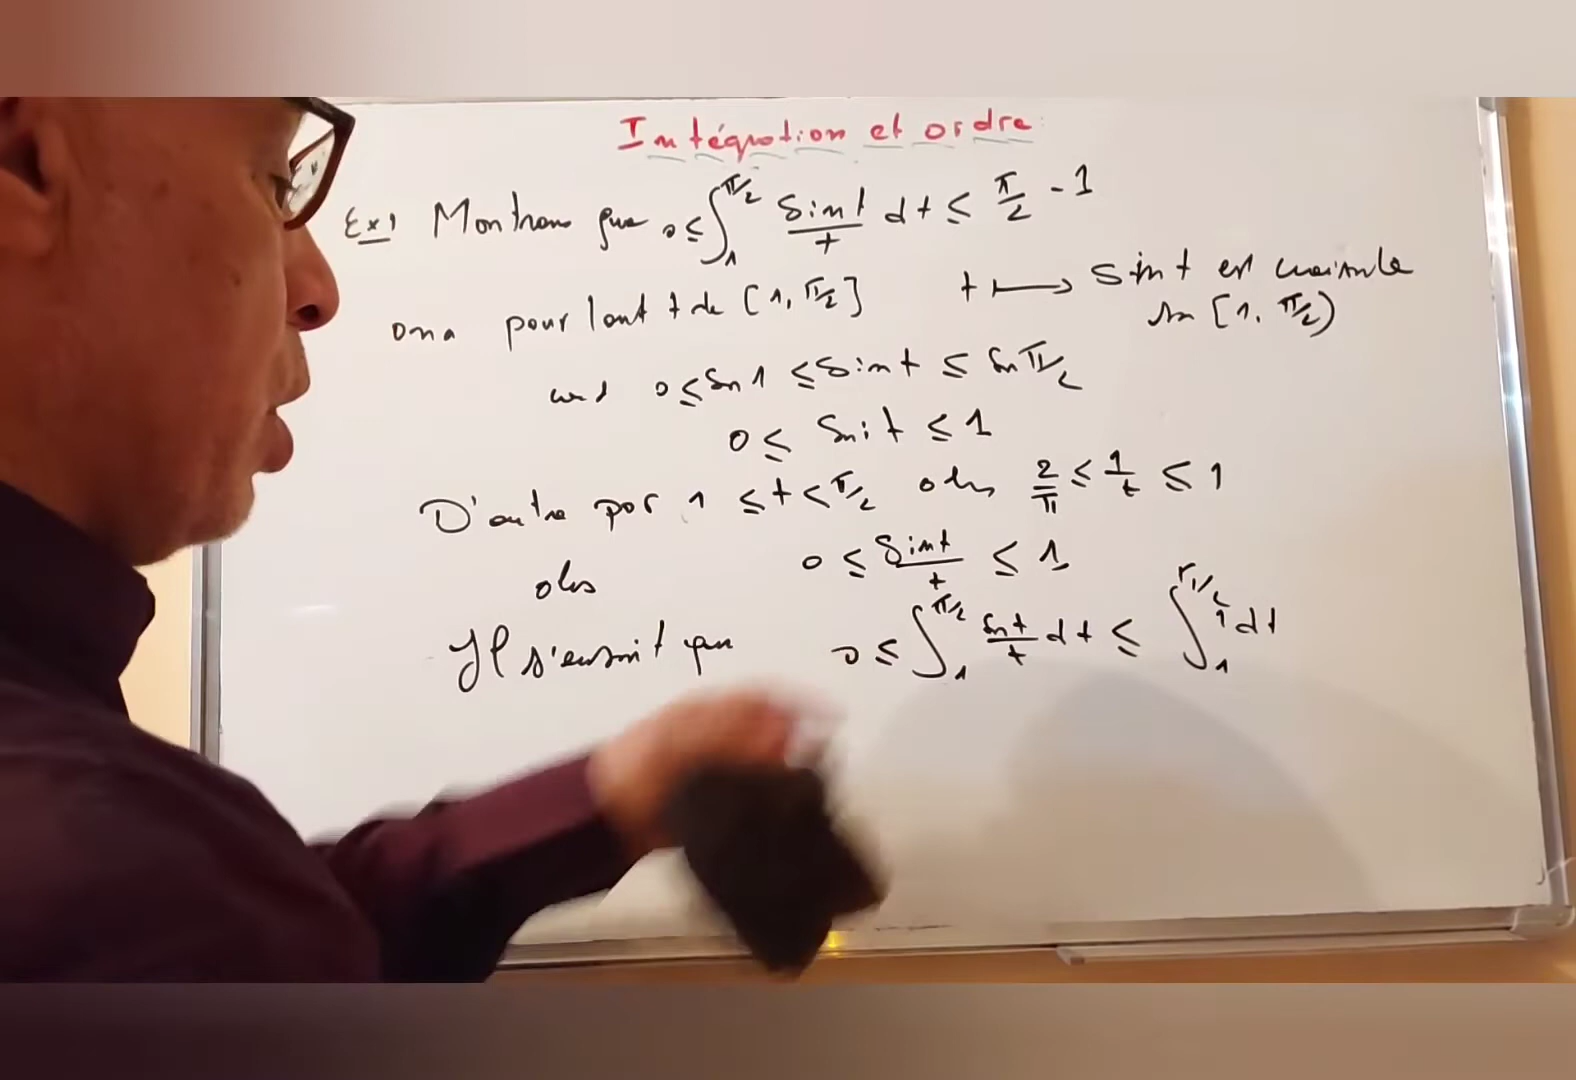 Intégration et ordre
Ex1 Montrons que 0 ≤ ∫₁^{π/2} sin t / t dt ≤ π/2 - 1
on a pour tout t de [1, π/2] t ⟼ sin t est croissante
sur [1, π/2]
0 ≤ sin 1 ≤ sin t ≤ sin π/2
0 ≤ sin t ≤ 1
D'autre par 1 ≤ t ≤ π/2 alors 2/π ≤ 1/t ≤ 1
alors 0 ≤ sin t / t ≤ 1
Il s'ensuit que 0 ≤ ∫₁^{π/2} sin t / t dt ≤ ∫₁^{π/2} 1 dt